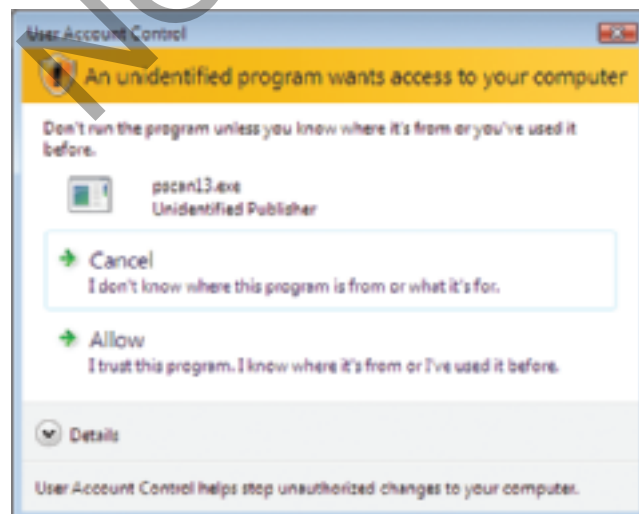 User Account Control
An unidentified program wants access to your computer
Don't run the program unless you know where it's from or you've used it
before.
pscan13.exe
Unidentified Publisher
Cancel
I don't know where this program is from or what it's for.
Allow
I trust this program. I know where it's from or I've used it before.
Details
User Account Control helps stop unauthorized changes to your computer.